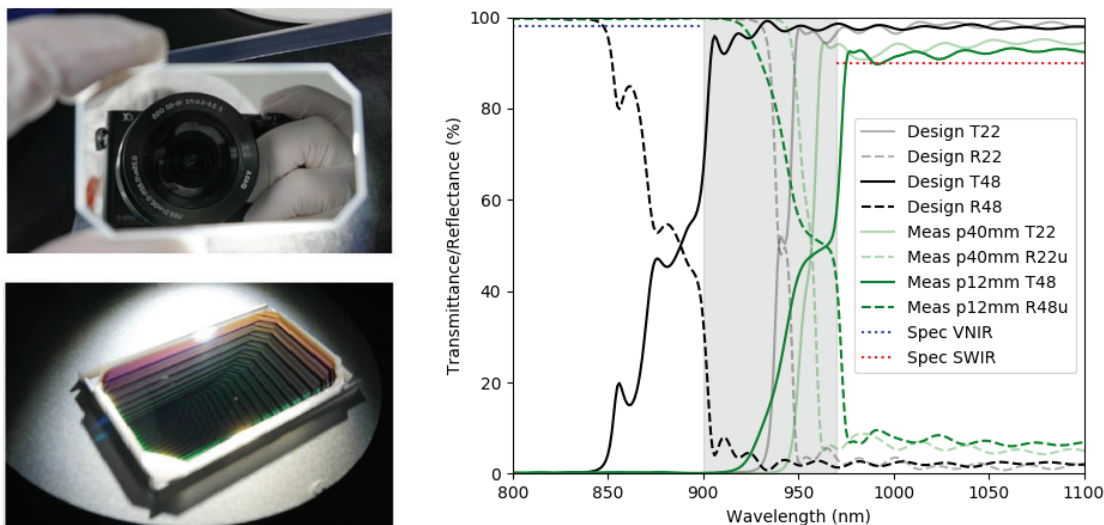 Transmittance/Reflectance (%)
100
80
60
40
20
0
Design T22
Design R22
Design T48
Design R48
Meas p40mm T22
Meas p40mm R22u
Meas p12mm T48
Meas p12mm R48u
Spec VNIR
Spec SWIR
800 850 900 950 1000 1050 1100
Wavelength (nm)